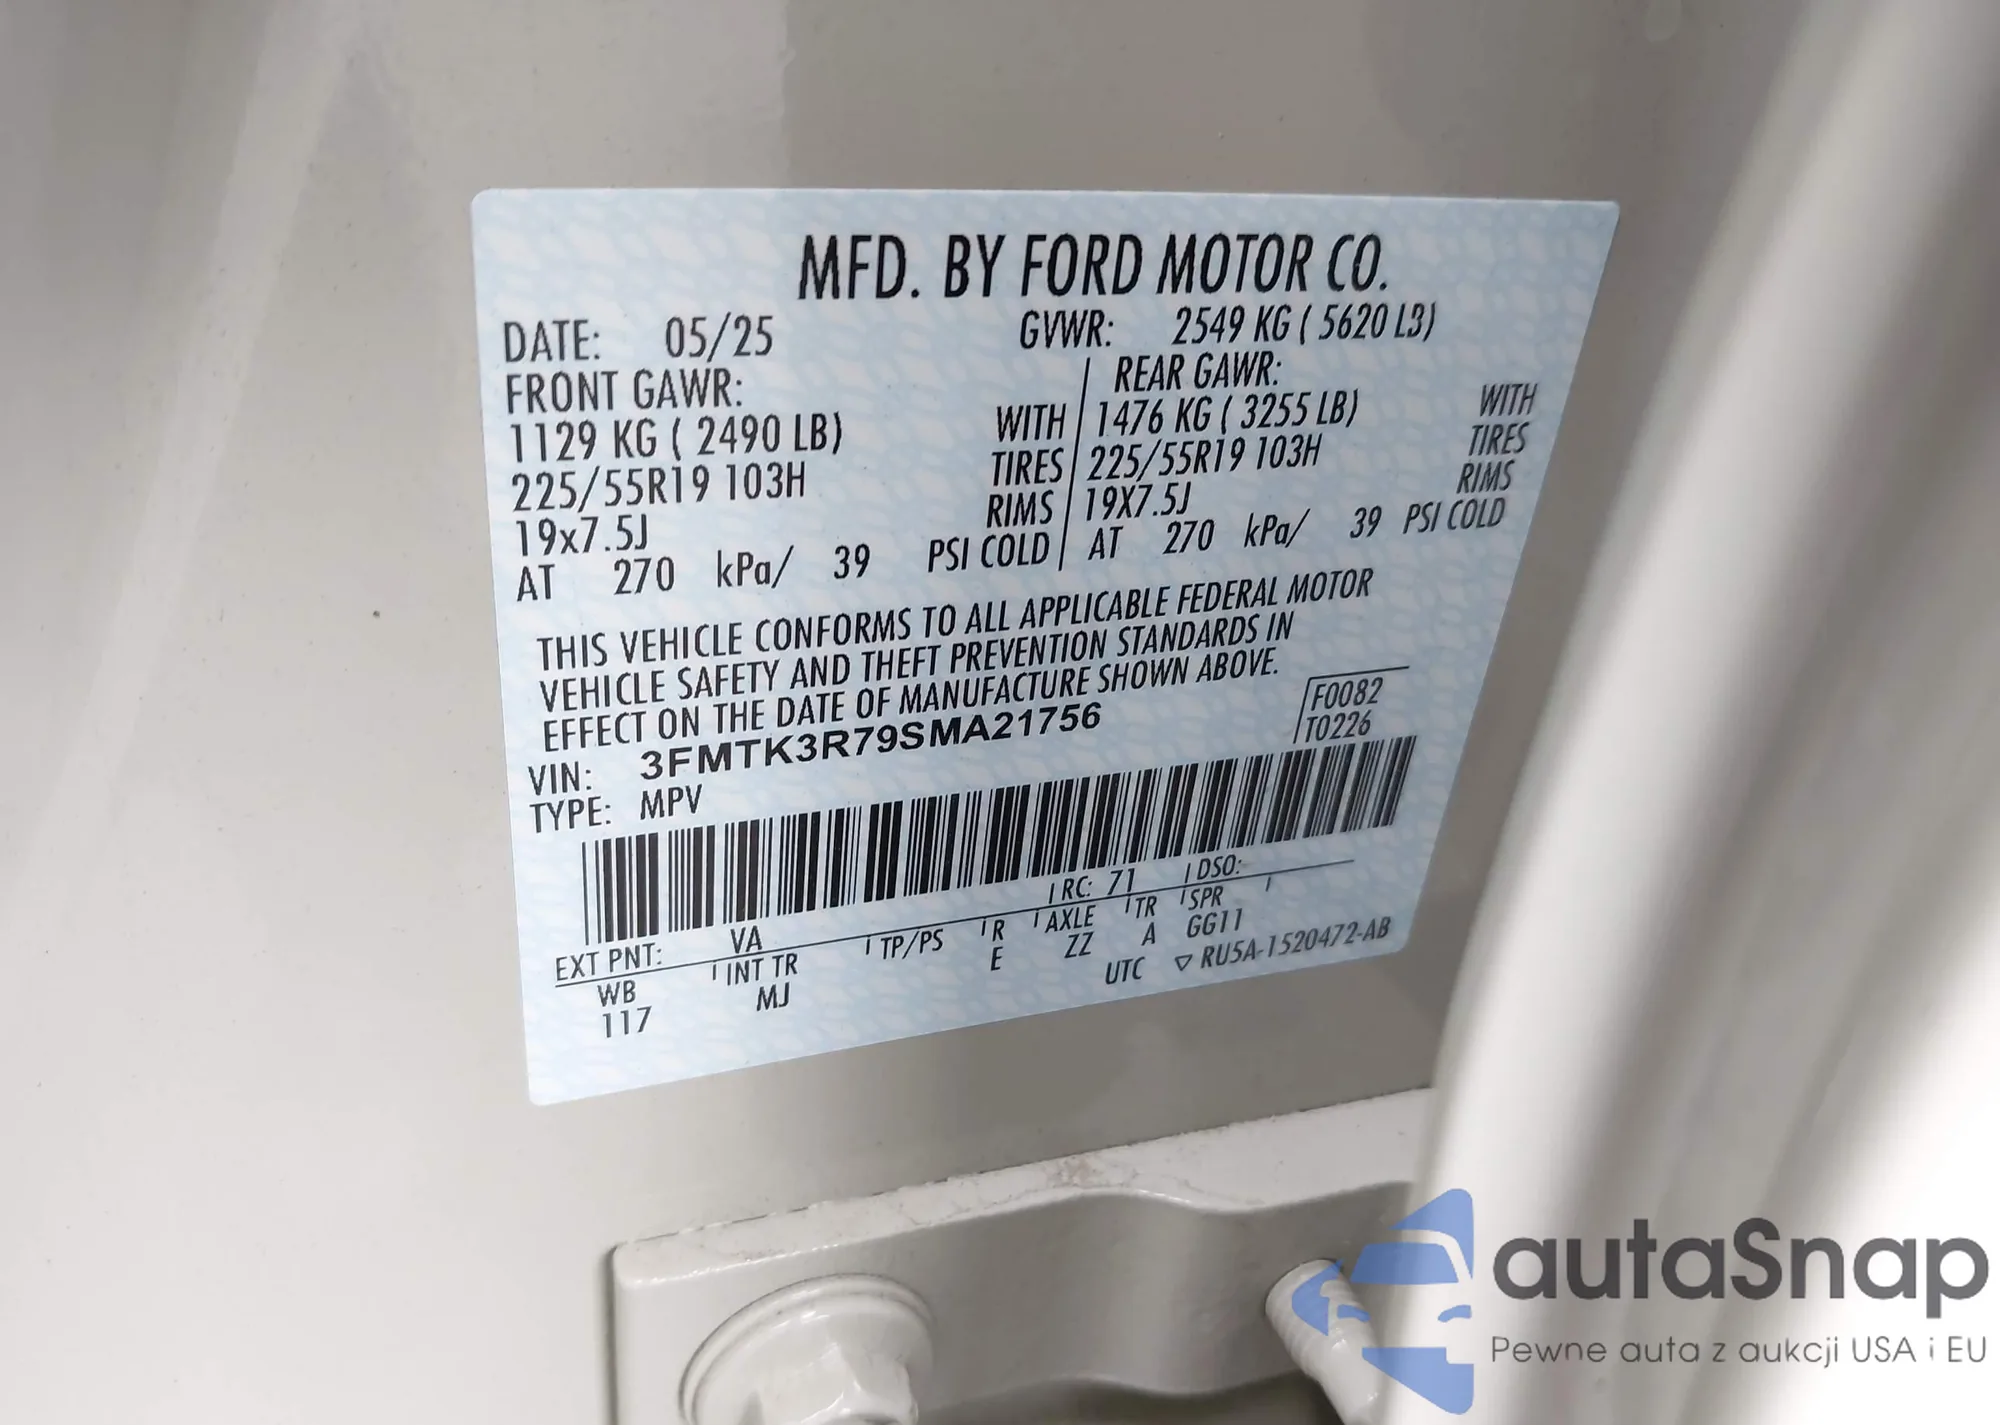 MFD. BY FORD MOTOR CO.
DATE: 05/25 GVWR: 2549 KG ( 5620 LB)
FRONT GAWR: REAR GAWR:
1129 KG ( 2490 LB) WITH 1476 KG ( 3255 LB) WITH
225/55R19 103H TIRES 225/55R19 103H TIRES
19x7.5J RIMS 19X7.5J RIMS
AT 270 kPa/ 39 PSI COLD AT 270 kPa/ 39 PSI COLD
THIS VEHICLE CONFORMS TO ALL APPLICABLE FEDERAL MOTOR
VEHICLE SAFETY AND THEFT PREVENTION STANDARDS IN
EFFECT ON THE DATE OF MANUFACTURE SHOWN ABOVE.
F0082
VIN: 3FMTK3R79SMA21756 T0226
TYPE: MPV
EXT PNT: VA RC: 71 DSO:
WB INT TR TP/PS R AXLE TR SPR
117 MJ E ZZ A GG11
UTC ▽ RU5A-1520472-AB
autaSnap
Pewne auta z aukcji USA i EU